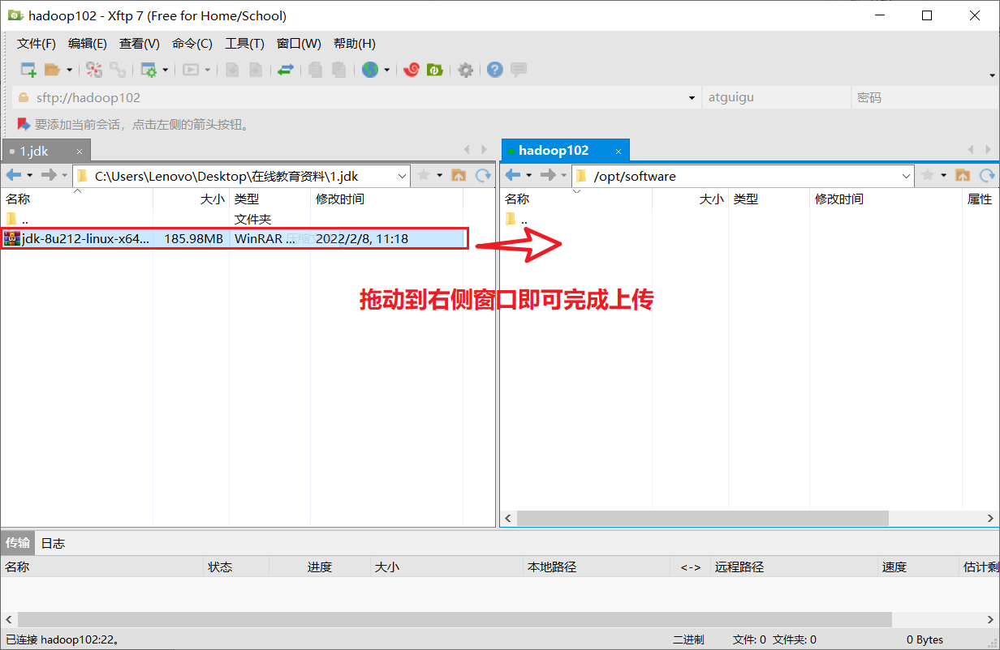 hadoop102 - Xftp 7 (Free for Home/School)
文件(F) 编辑(E) 查看(V) 命令(C) 工具(T) 窗口(W) 帮助(H)
sftp://hadoop102 atguigu 密码
要添加当前会话，点击左侧的箭头按钮。
1.jdk × hadoop102 ×
C:\Users\Lenovo\Desktop\在线教育资料\1.jdk /opt/software
名称 大小 类型 修改时间 名称 大小 类型 修改时间 属性
.. 文件夹 ..
jdk-8u212-linux-x64... 185.98MB WinRAR ... 2022/2/8, 11:18
拖动到右侧窗口即可完成上传
传输 日志
名称 状态 进度 大小 本地路径 <-> 远程路径 速度 估计剩
已连接 hadoop102:22。 二进制 文件: 0 文件夹: 0 0 Bytes